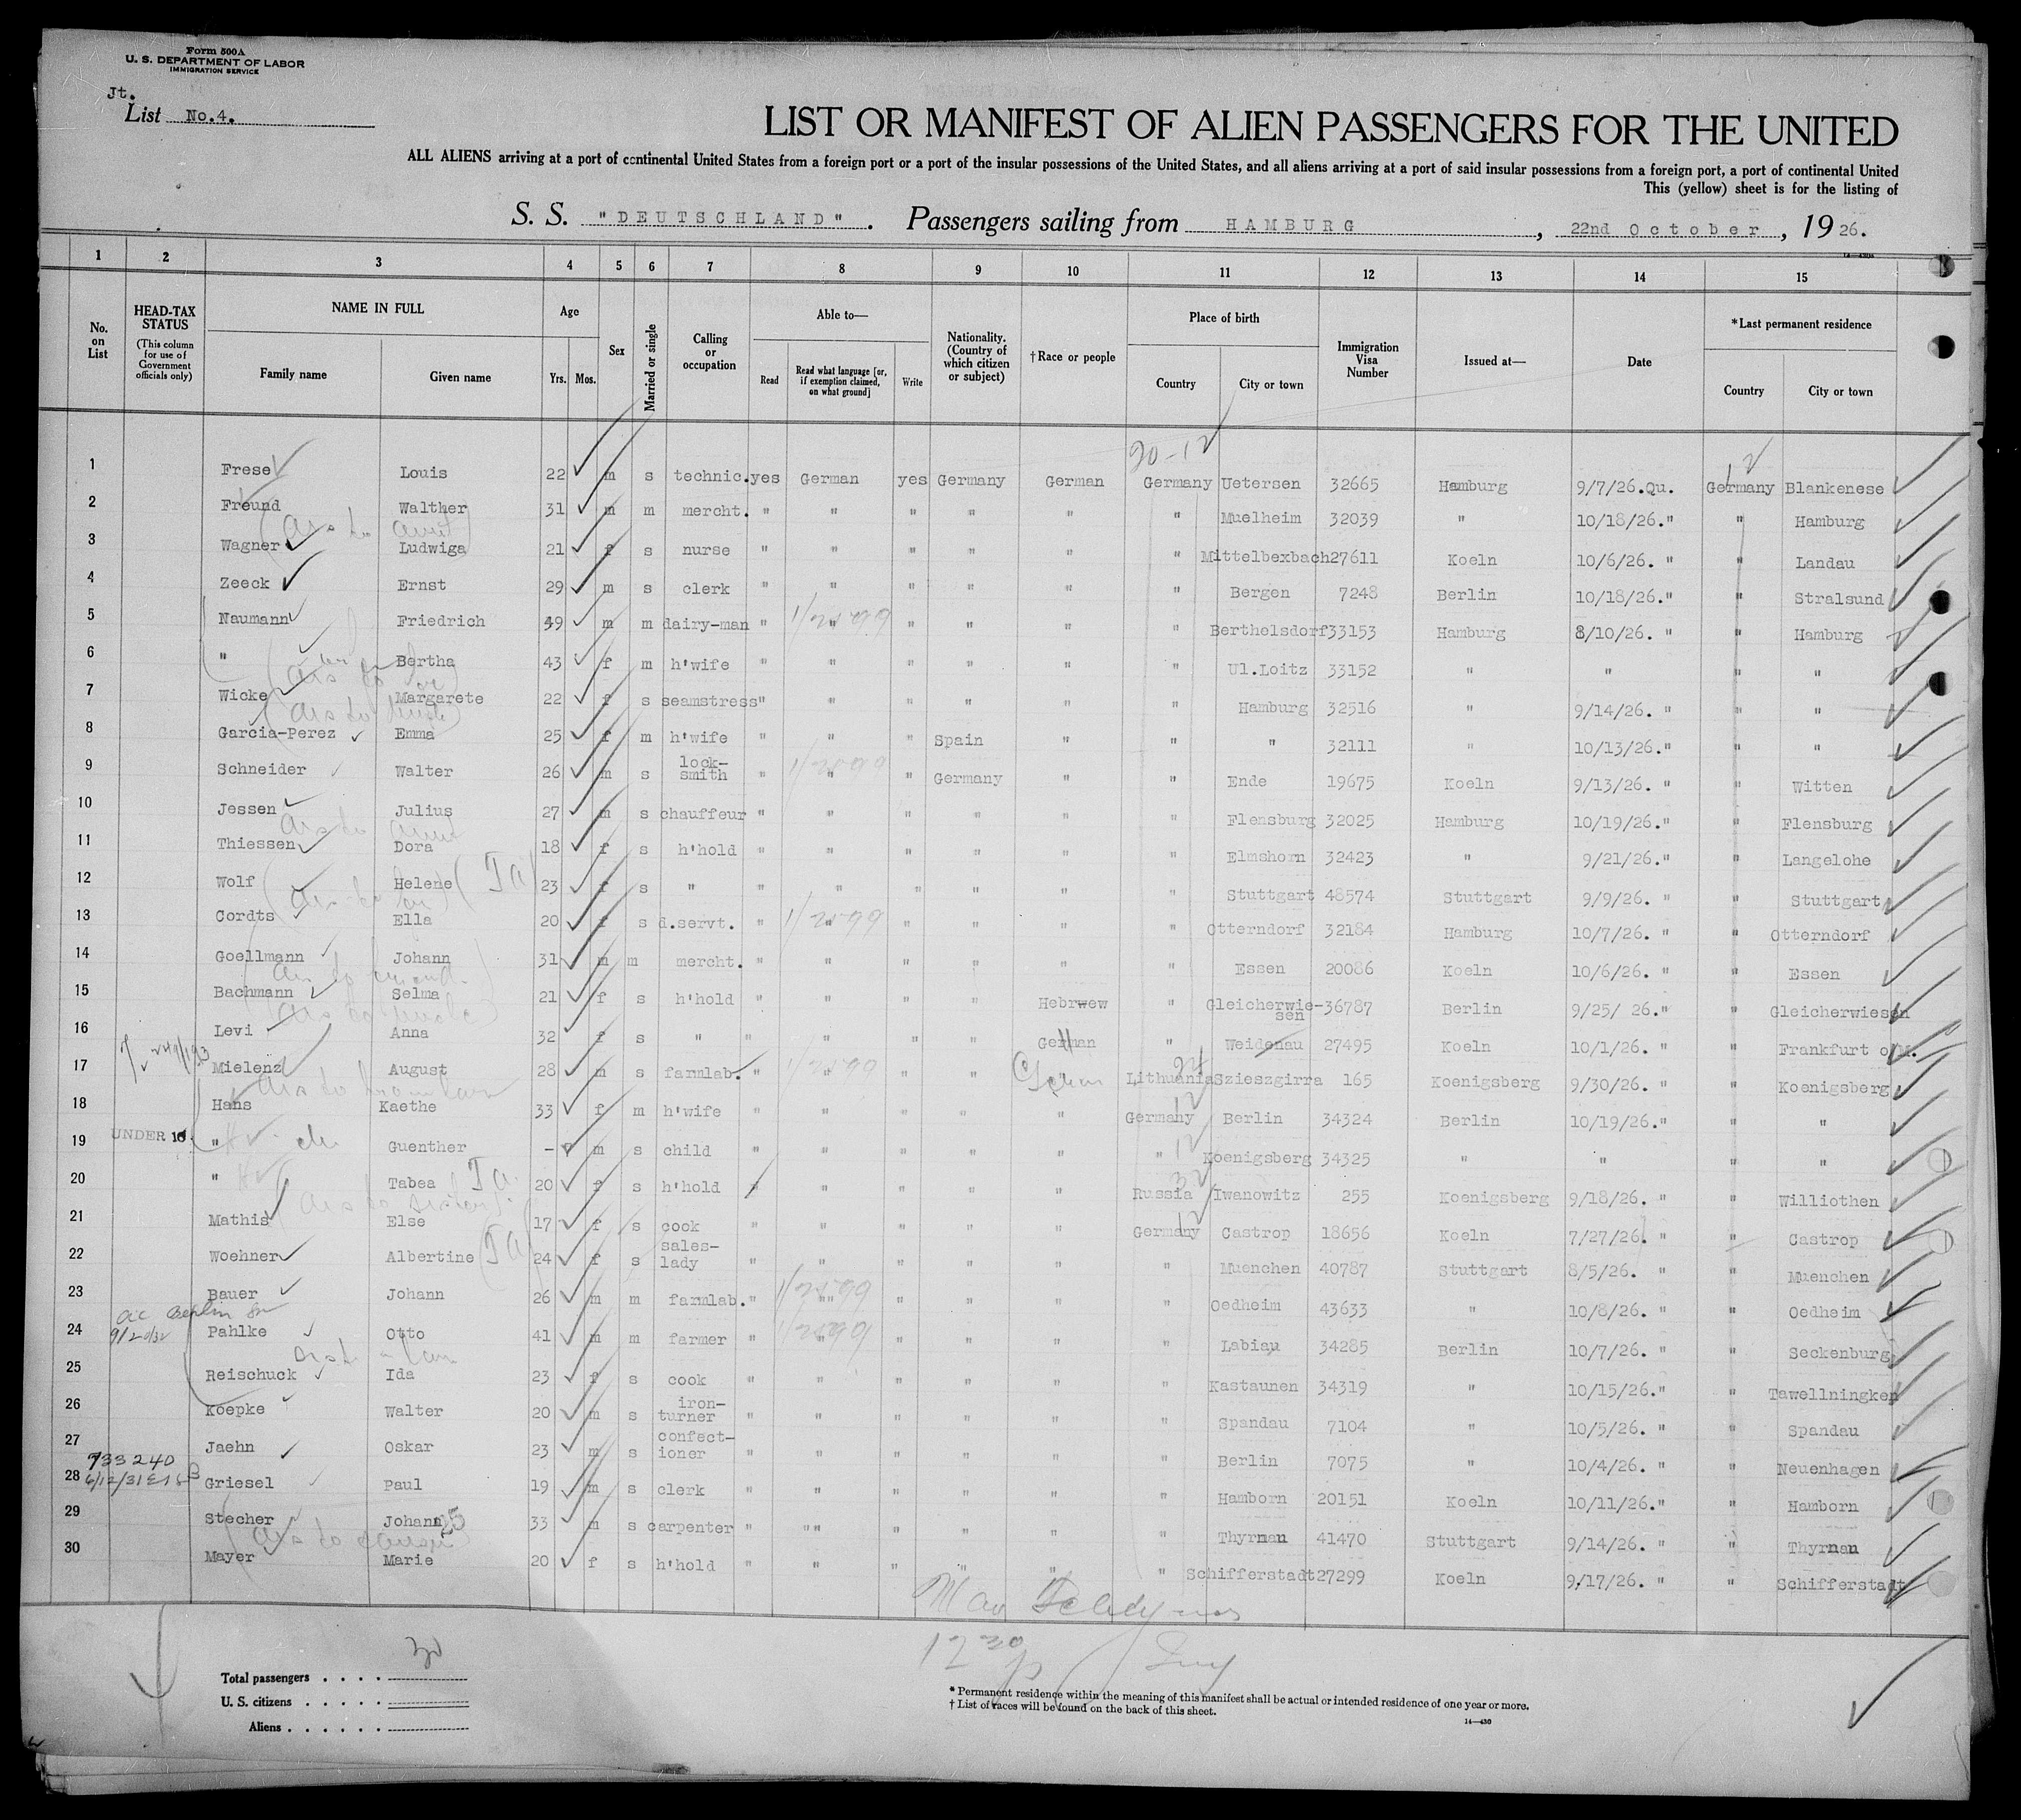 Form 500A
U. S. DEPARTMENT OF LABOR
IMMIGRATION SERVICE
Jt.
List No.4.
LIST OR MANIFEST OF ALIEN PASSENGERS FOR THE UNITED
ALL ALIENS arriving at a port of continental United States from a foreign port or a port of the insular possessions of the United States, and all aliens arriving at a port of said insular possessions from a foreign port, a port of continental United
This (yellow) sheet is for the listing of
S. S. "DEUTSCHLAND". Passengers sailing from HAMBURG, 22nd October, 1926.
1 2 3 4 5 6 7 8 9 10 11 12 13 14 15
No. on List
HEAD-TAX STATUS (This column for use of Government officials only)
NAME IN FULL Family name Given name
Age Yrs. Mos.
Sex
Married or single
Calling or occupation
Able to— Read Read what language [or, if exemption claimed, on what ground] Write
Nationality. (Country of which citizen or subject)
†Race or people
Place of birth Country City or town
Immigration Visa Number
Issued at—
Date
*Last permanent residence Country City or town
20-12
1 Frese Louis 22 m s technic. yes German yes Germany German Germany Uetersen 32665 Hamburg 9/7/26.Qu. Germany Blankenese
2 Freund Walther 31 m m mercht. " " " " " " Muelheim 32039 " 10/18/26." " Hamburg
3 Wagner Ludwiga 21 f s nurse " " " " " " Mittelbexbach 27611 Koeln 10/6/26. " " Landau
4 Zeeck Ernst 29 m s clerk " " " " " " Bergen 7248 Berlin 10/18/26." " Stralsund
5 Naumann Friedrich 49 m m dairy-man " " " " " " Berthelsdorf 33153 Hamburg 8/10/26. " " Hamburg
6 " Bertha 43 f m h'wife " " " " " " Ul.Loitz 33152 " " " "
7 Wicke Margarete 22 f s seamstress " " " " " " Hamburg 32516 " 9/14/26. " " "
8 Garcia-Perez Emma 25 f m h'wife " " " Spain " " " 32111 " 10/13/26." " "
9 Schneider Walter 26 m s lock-smith " " " Germany " " Ende 19675 Koeln 9/13/26. " " Witten
10 Jessen Julius 27 m s chauffeur " " " " " " Flensburg 32025 Hamburg 10/19/26." " Flensburg
11 Thiessen Dora 18 f s h'hold " " " " " " Elmshorn 32423 " 9/21/26." " Langelohe
12 Wolf Helene 23 f s " " " " " " " Stuttgart 48574 Stuttgart 9/9/26. " " Stuttgart
13 Cordts Ella 20 f s d.servt. " " " " " " Otterndorf 32184 Hamburg 10/7/26. " " Otterndorf
14 Goellmann Johann 31 m m mercht. " " " " " " Essen 20086 Koeln 10/6/26. " " Essen
15 Bachmann Selma 21 f s h'hold " " " " Hebrwew " Gleicherwie-sen 36787 Berlin 9/25/ 26." " Gleicherwiesen
16 Levi Anna 32 f s " " " " " German " Weidenau 27495 Koeln 10/1/26. " " Frankfurt o/M.
17 Mielenz August 28 m s farmlab. " " " " " Lithuania Szieszgirra 165 Koenigsberg 9/30/26. " " Koenigsberg
18 Hans Kaethe 33 f m h'wife " " " " " Germany Berlin 34324 Berlin 10/19/26." " "
19 UNDER 16. " Guenther - m s child " " " " " " Koenigsberg 34325 " " " "
20 " Tabea 20 f s h'hold " " " " " Russia Iwanowitz 255 Koenigsberg 9/18/26. " " Williothen
21 Mathis Else 17 f s cook " " " " " Germany Castrop 18656 Koeln 7/27/26. " " Castrop
22 Woehner Albertine 24 f s sales-lady " " " " " " Muenchen 40787 Stuttgart 8/5/26. " " Muenchen
23 Bauer Johann 26 m m farmlab. " "" " " " " Oedheim 43633 " 10/8/26. " " Oedheim
24 Pahlke Otto 41 m m farmer " " " " " " Labiau 34285 Berlin 10/7/26. " " Seckenburg
25 Reischuck Ida 23 f s cook " " " " " " Kastaunen 34319 " 10/15/26." " Tawellningken
26 Koepke Walter 20 m s iron-turner " " " " " " Spandau 7104 " 10/5/26. " " Spandau
27 Jaehn Oskar 23 m s confect-ioner " " " " " " Berlin 7075 " 10/4/26. " " Neuenhagen
733240
28 Griesel Paul 19 m s clerk " " " " " " Hamborn 20151 Koeln 10/11/26." " Hamborn
29 Stecher Johann 33 m s carpenter " "" " " " " Thyrnau 41470 Stuttgart 9/14/26. " " Thyrnau
30 Mayer Marie 20 f s h'hold " " " " " " Schifferstadt 27299 Koeln 9/17/26. " " Schifferstadt
Total passengers . . . . 30
U. S. citizens . . . . .
Aliens . . . . . .
* Permanent residence within the meaning of this manifest shall be actual or intended residence of one year or more.
† List of races will be found on the back of this sheet.
14—430